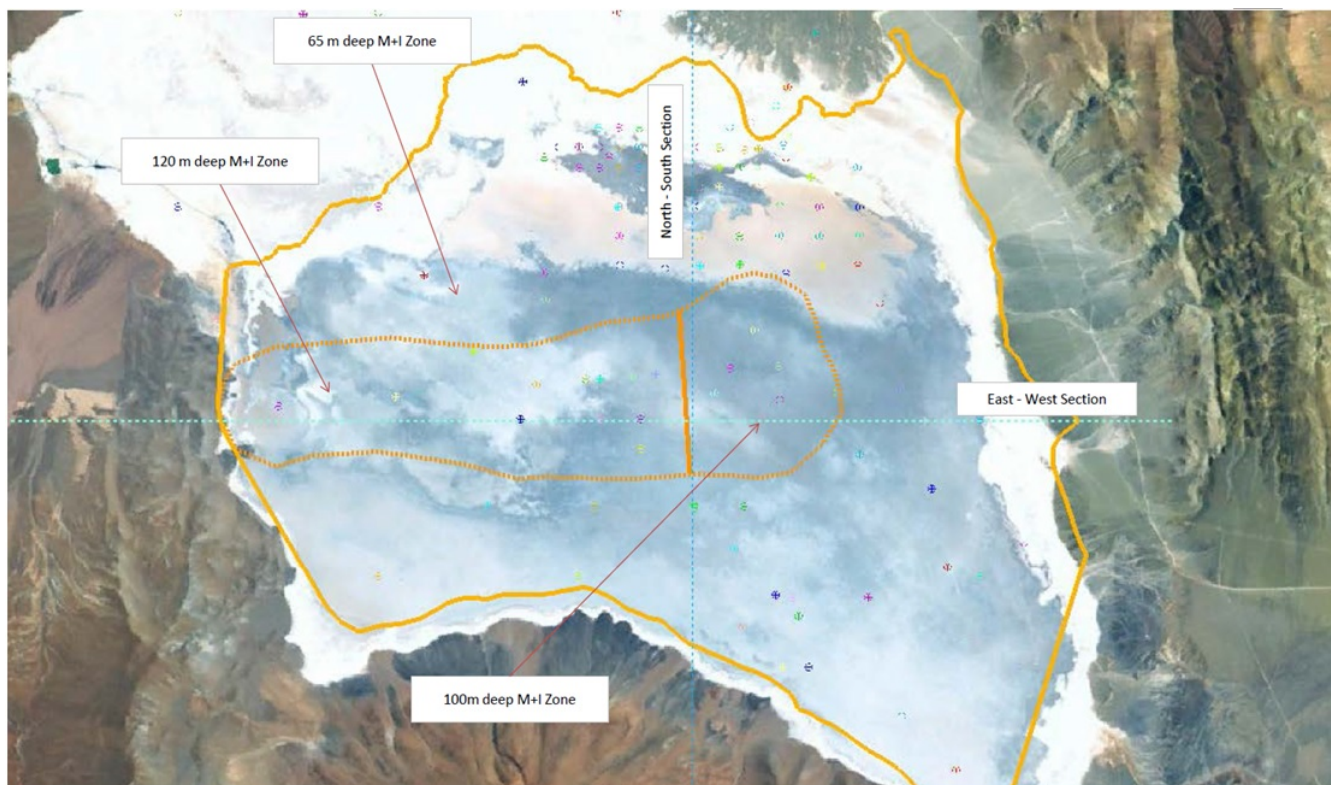 65 m deep M+I Zone
120 m deep M+I Zone
North - South Section
East - West Section
100m deep M+I Zone